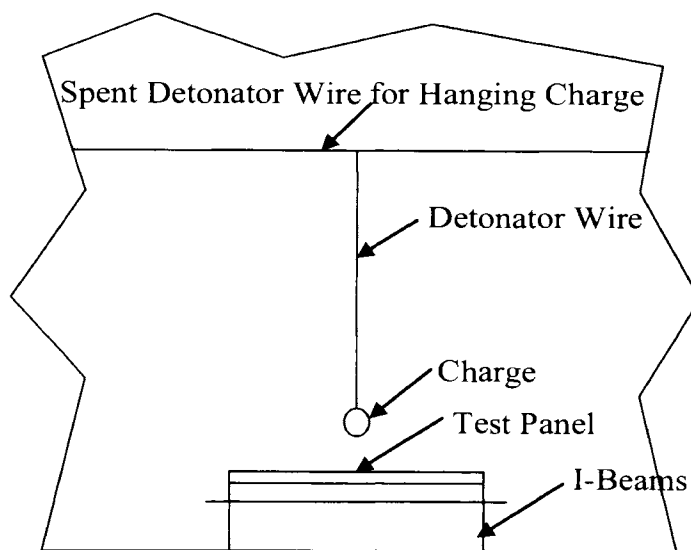 Spent Detonator Wire for Hanging Charge
Detonator Wire
Charge
Test Panel
I-Beams